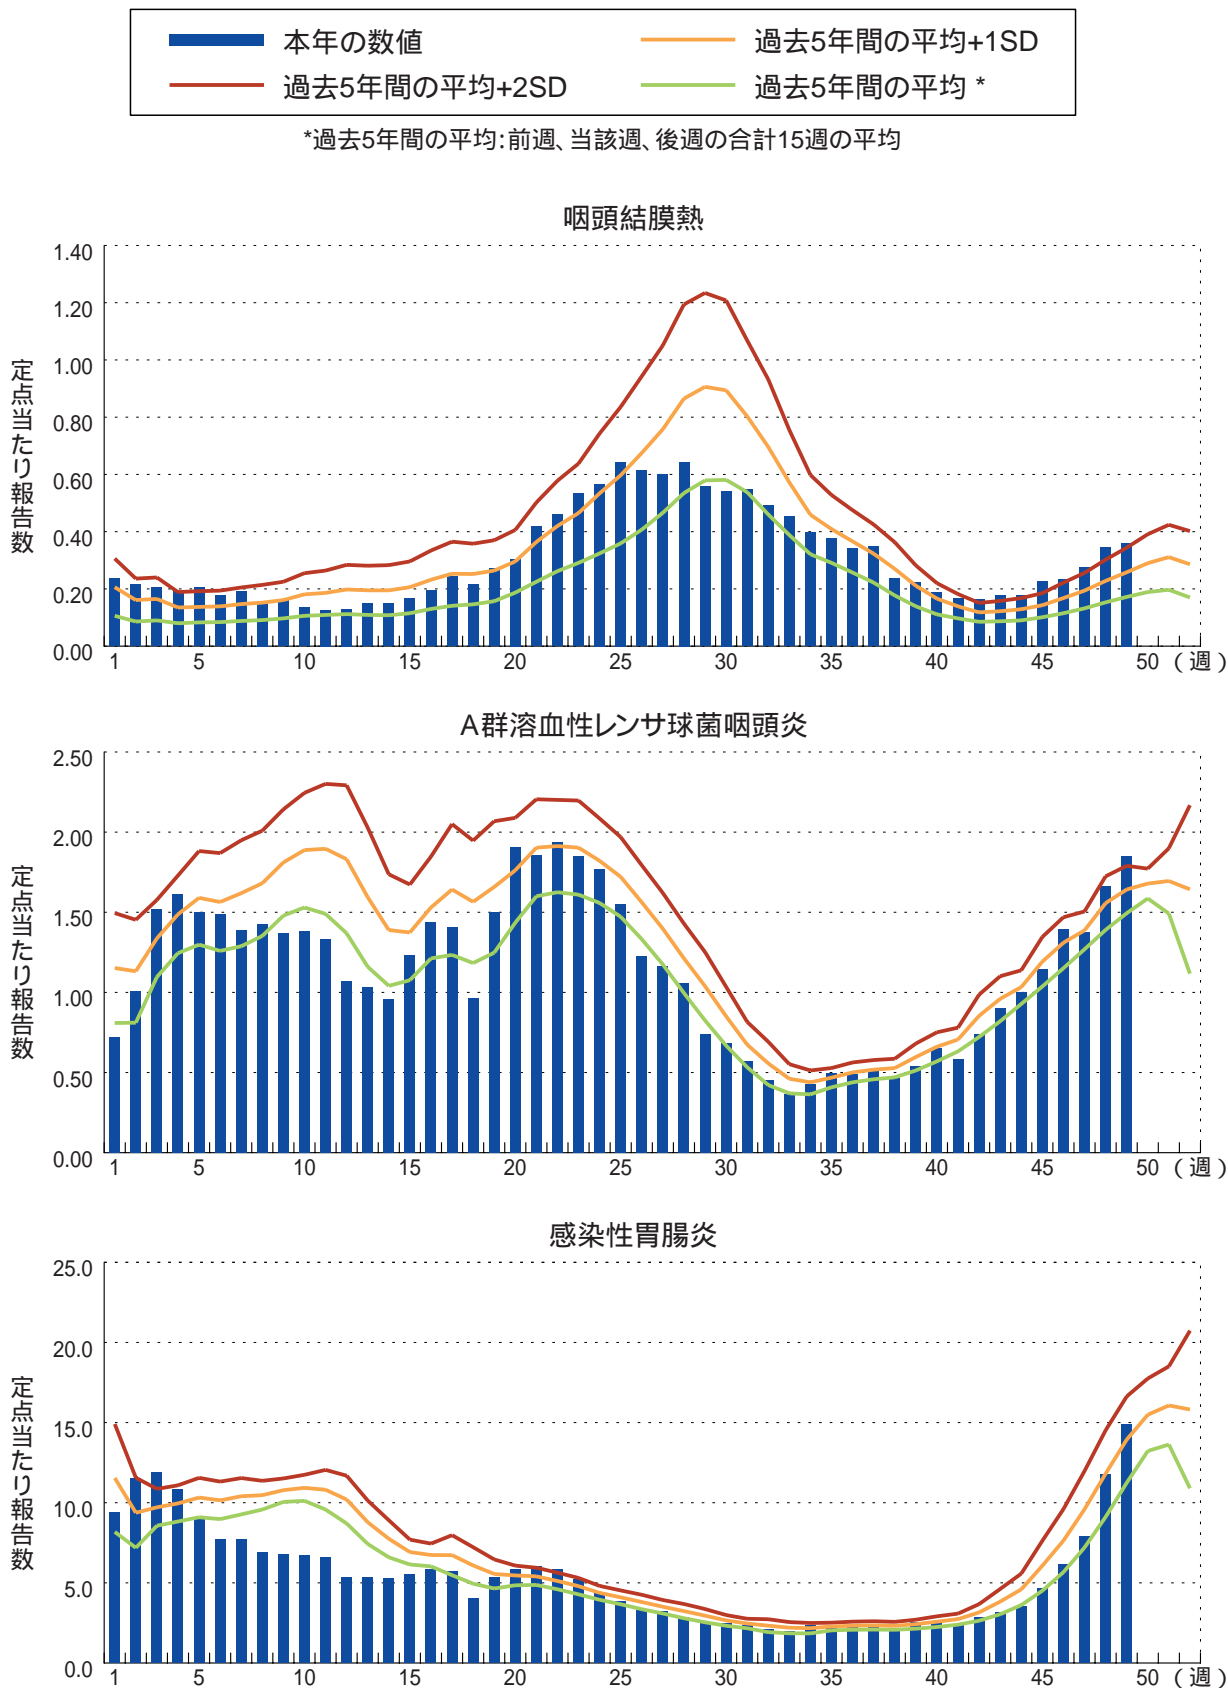 本年の数値
過去5年間の平均+1SD
過去5年間の平均+2SD
過去5年間の平均 *
*過去5年間の平均:前週、当該週、後週の合計15週の平均
咽頭結膜熱
定点当たり報告数
1.40
1.20
1.00
0.80
0.60
0.40
0.20
0.00
1 5 10 15 20 25 30 35 40 45 50 (週)
A群溶血性レンサ球菌咽頭炎
定点当たり報告数
2.50
2.00
1.50
1.00
0.50
0.00
1 5 10 15 20 25 30 35 40 45 50 (週)
感染性胃腸炎
定点当たり報告数
25.0
20.0
15.0
10.0
5.0
0.0
1 5 10 15 20 25 30 35 40 45 50 (週)